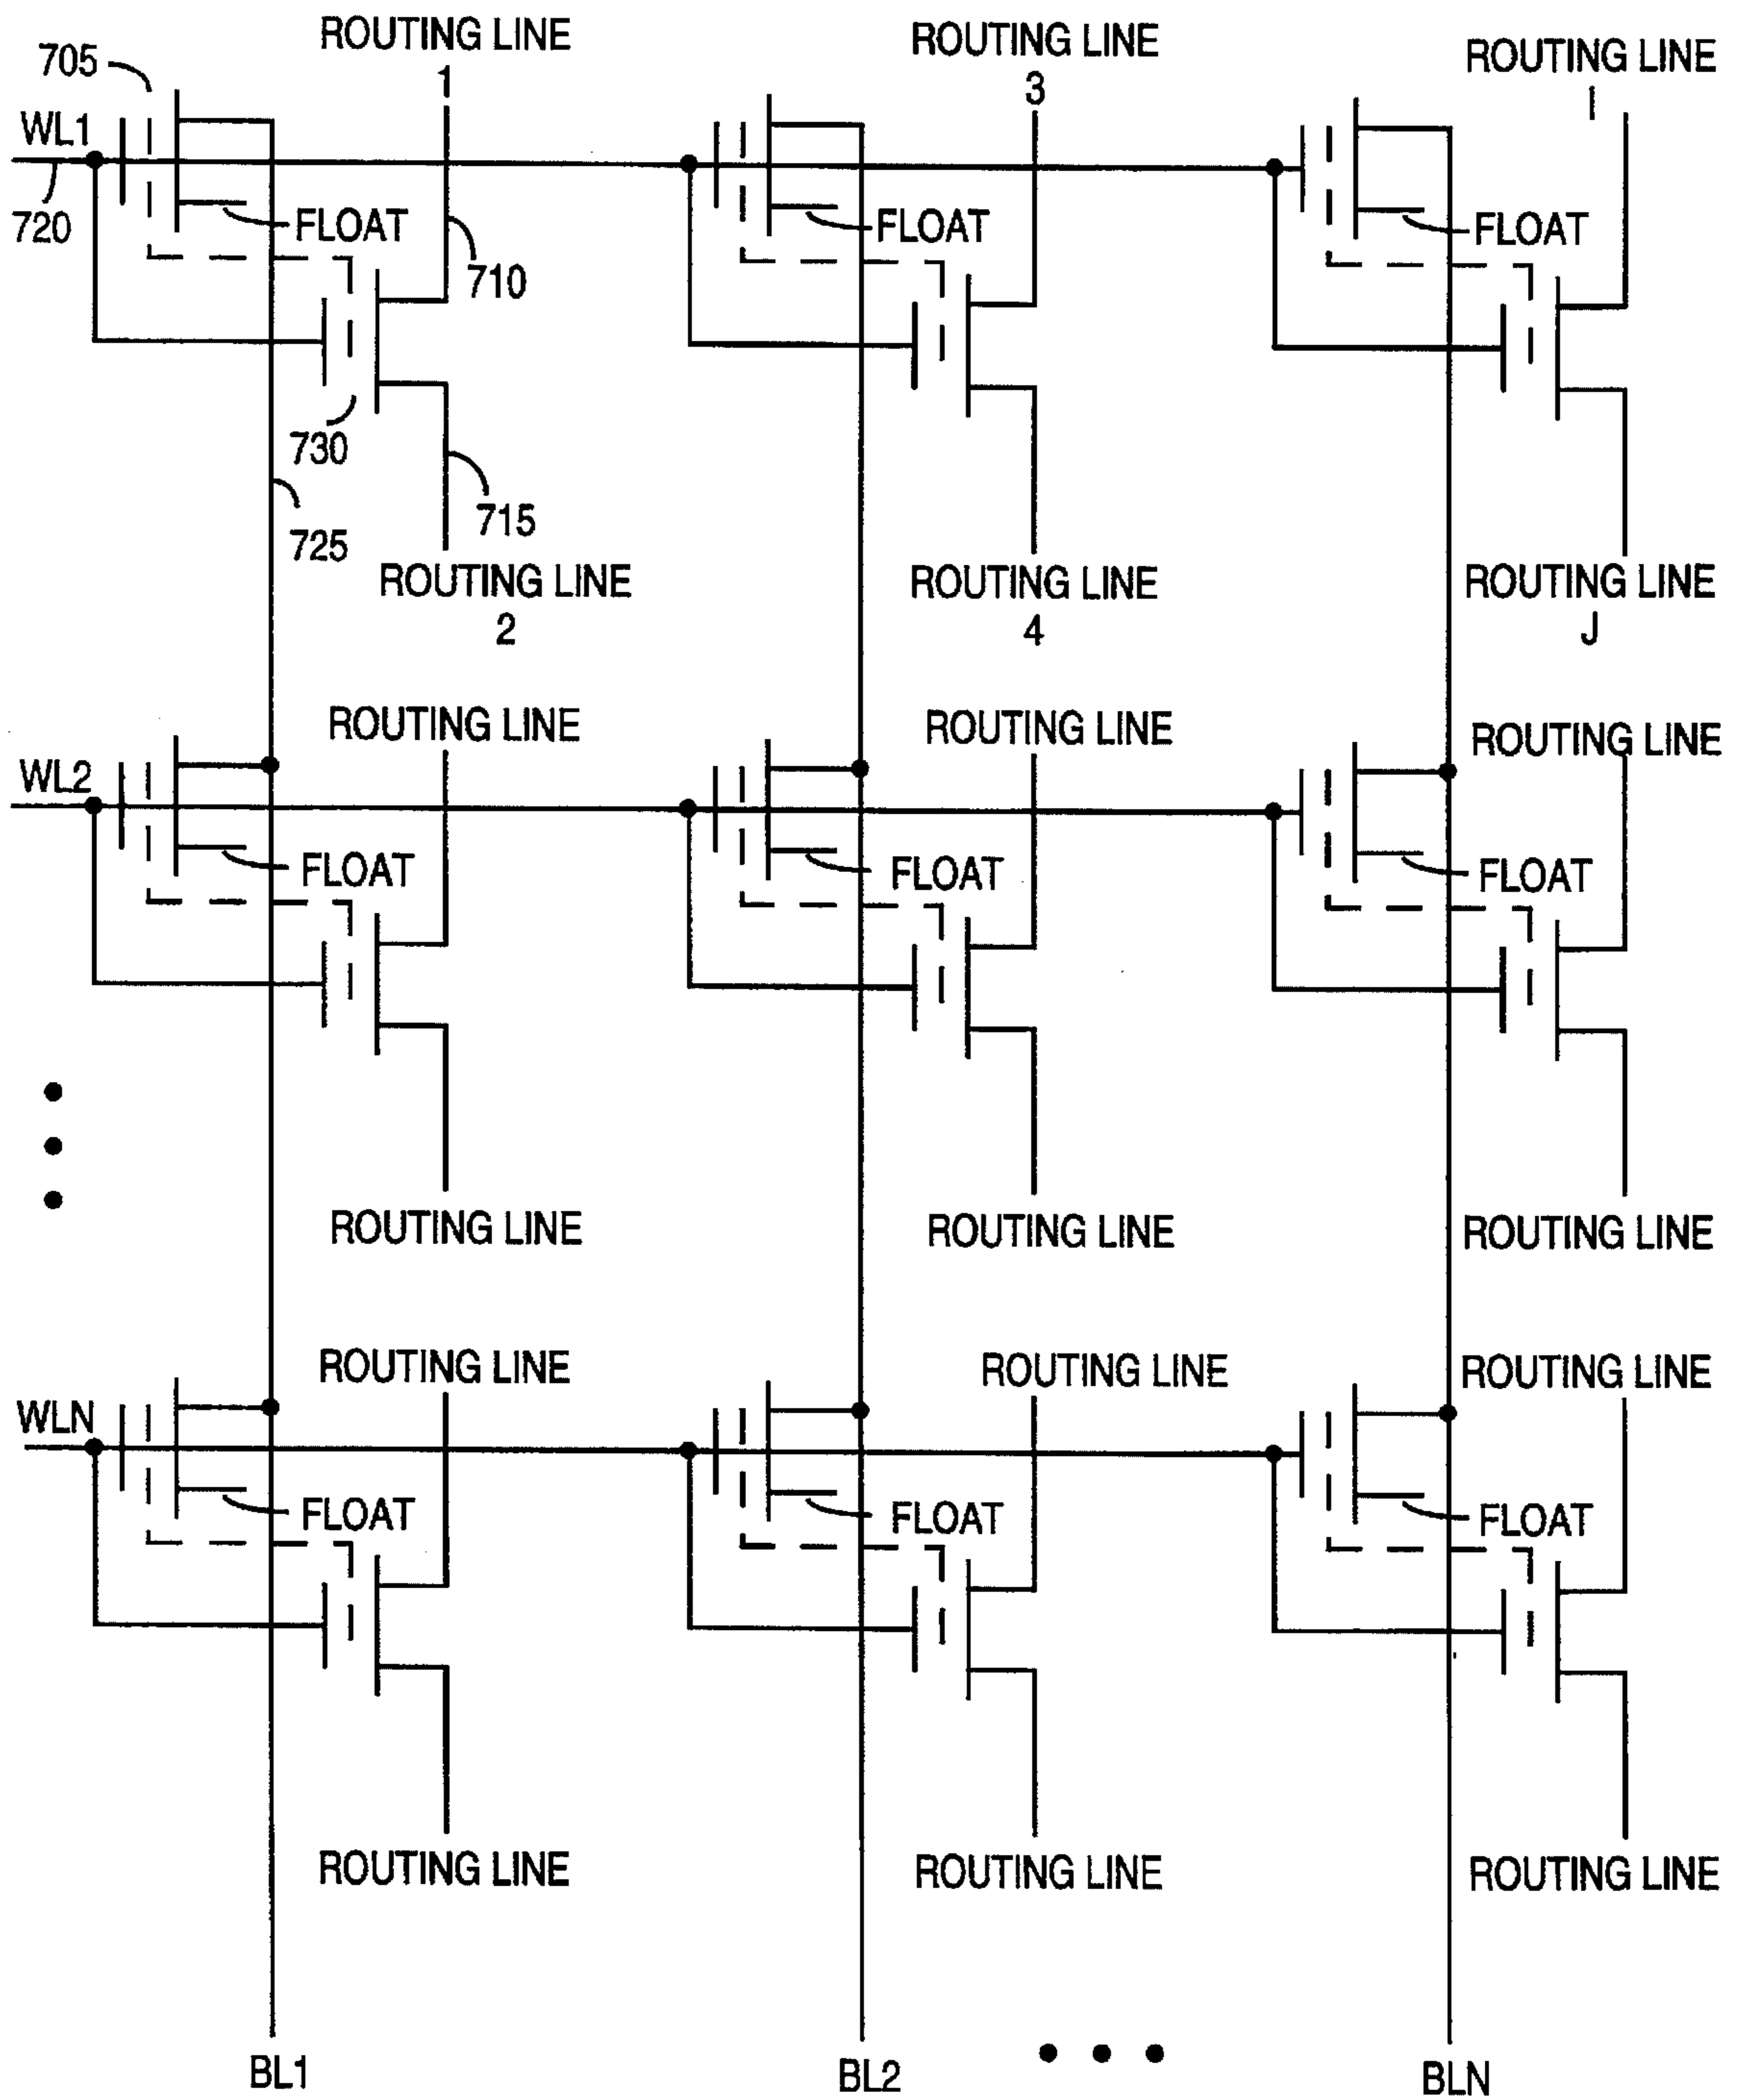 ROUTING LINE
1
ROUTING LINE
3
ROUTING LINE
I
705
WL1
720
FLOAT
710
FLOAT
FLOAT
730
715
725
ROUTING LINE
2
ROUTING LINE
4
ROUTING LINE
J
ROUTING LINE
ROUTING LINE
ROUTING LINE
WL2
FLOAT
FLOAT
FLOAT
ROUTING LINE
ROUTING LINE
ROUTING LINE
ROUTING LINE
ROUTING LINE
ROUTING LINE
WLN
FLOAT
FLOAT
FLOAT
ROUTING LINE
ROUTING LINE
ROUTING LINE
BL1
BL2
BLN